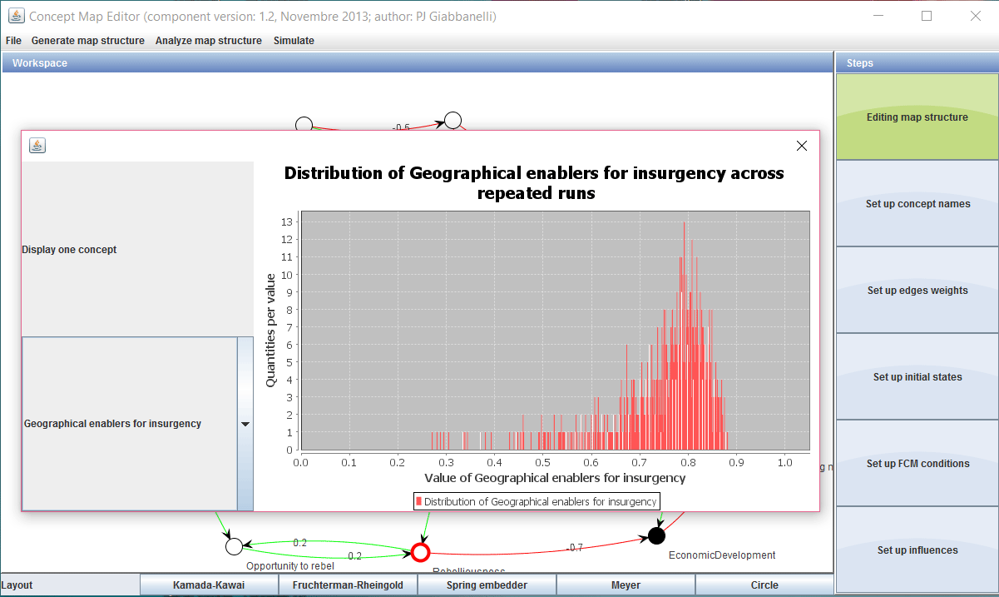 Concept Map Editor (component version: 1.2, Novembre 2013; author: PJ Giabbanelli)
File Generate map structure Analyze map structure Simulate
Workspace
Steps
-0.6
Display one concept
Geographical enablers for insurgency
Distribution of Geographical enablers for insurgency across
repeated runs
Quantities per value
13
12
11
10
9
8
7
6
5
4
3
2
1
0
0.0 0.1 0.2 0.3 0.4 0.5 0.6 0.7 0.8 0.9 1.0
Value of Geographical enablers for insurgency
Distribution of Geographical enablers for insurgency
0.2
0.2
-0.7
Opportunity to rebel
Rebelliousness
EconomicDevelopment
Editing map structure
Set up concept names
Set up edges weights
Set up initial states
Set up FCM conditions
Set up influences
Layout Kamada-Kawai Fruchterman-Rheingold Spring embedder Meyer Circle